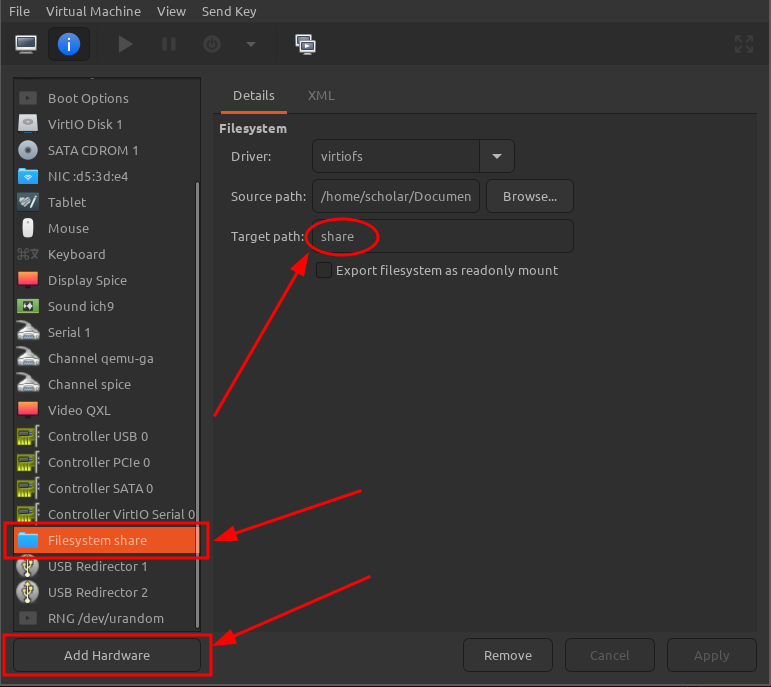 File Virtual Machine View Send Key
Boot Options
VirtIO Disk 1
SATA CDROM 1
NIC :d5:3d:e4
Tablet
Mouse
Keyboard
Display Spice
Sound ich9
Serial 1
Channel qemu-ga
Channel spice
Video QXL
Controller USB 0
Controller PCIe 0
Controller SATA 0
Controller VirtIO Serial 0
Filesystem share
USB Redirector 1
USB Redirector 2
RNG /dev/urandom
Add Hardware
Details XML
Filesystem
Driver: virtiofs
Source path: /home/scholar/Documen Browse...
Target path: share
Export filesystem as readonly mount
Remove Cancel Apply